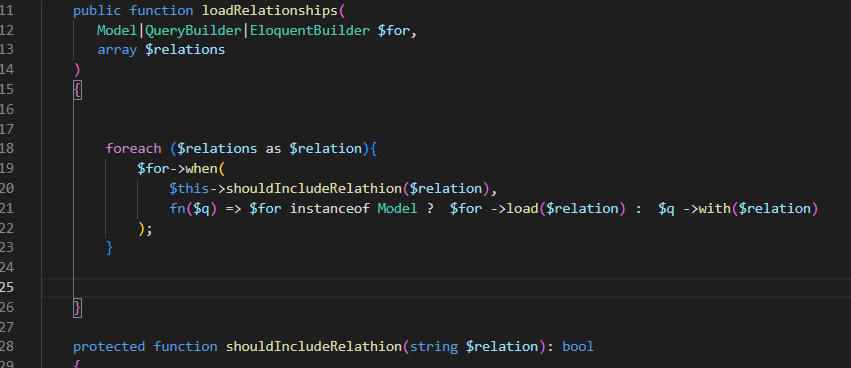 11 public function loadRelationships(
12 Model|QueryBuilder|EloquentBuilder $for,
13 array $relations
14 )
15 {
16
17
18 foreach ($relations as $relation){
19 $for->when(
20 $this->shouldIncludeRelathion($relation),
21 fn($q) => $for instanceof Model ?  $for ->load($relation) :  $q ->with($relation)
22 );
23 }
24
25
26 }
27
28 protected function shouldIncludeRelathion(string $relation): bool
29 {